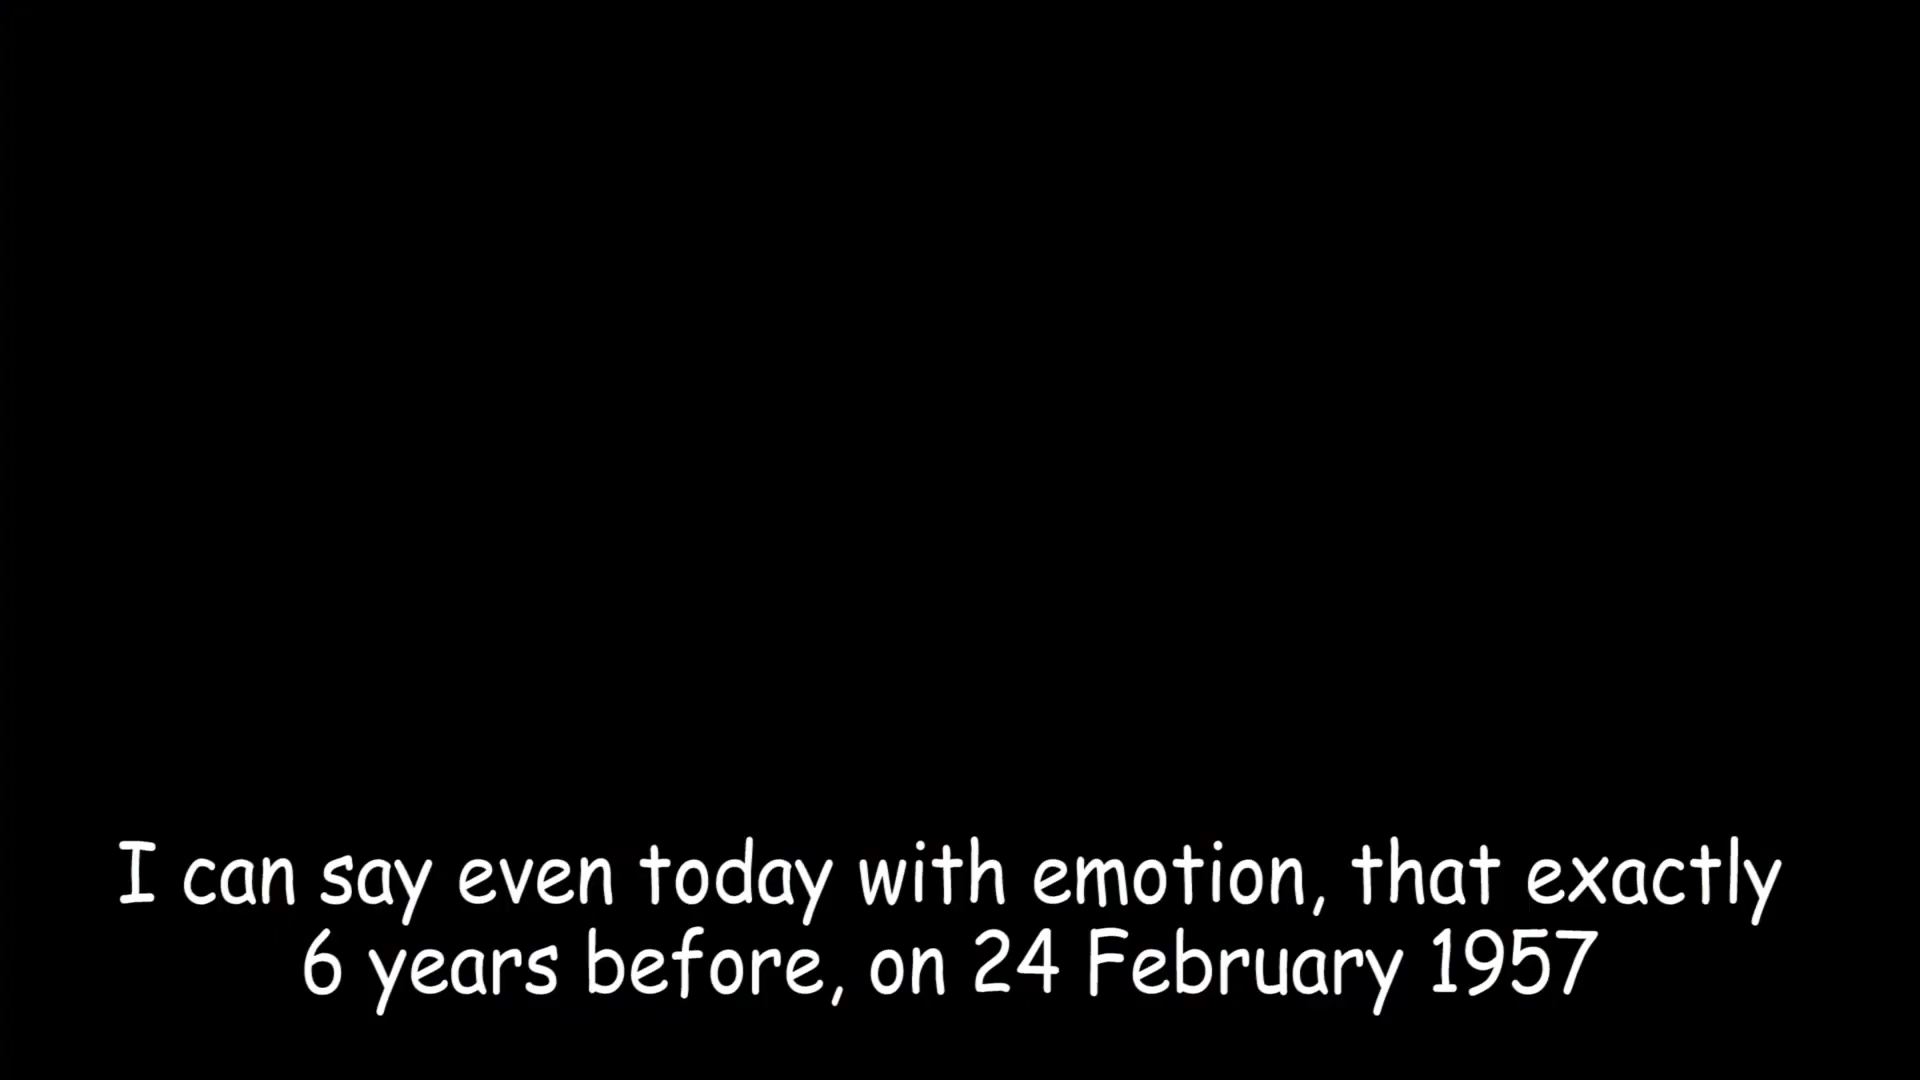 I can say even today with emotion, that exactly
6 years before, on 24 February 1957